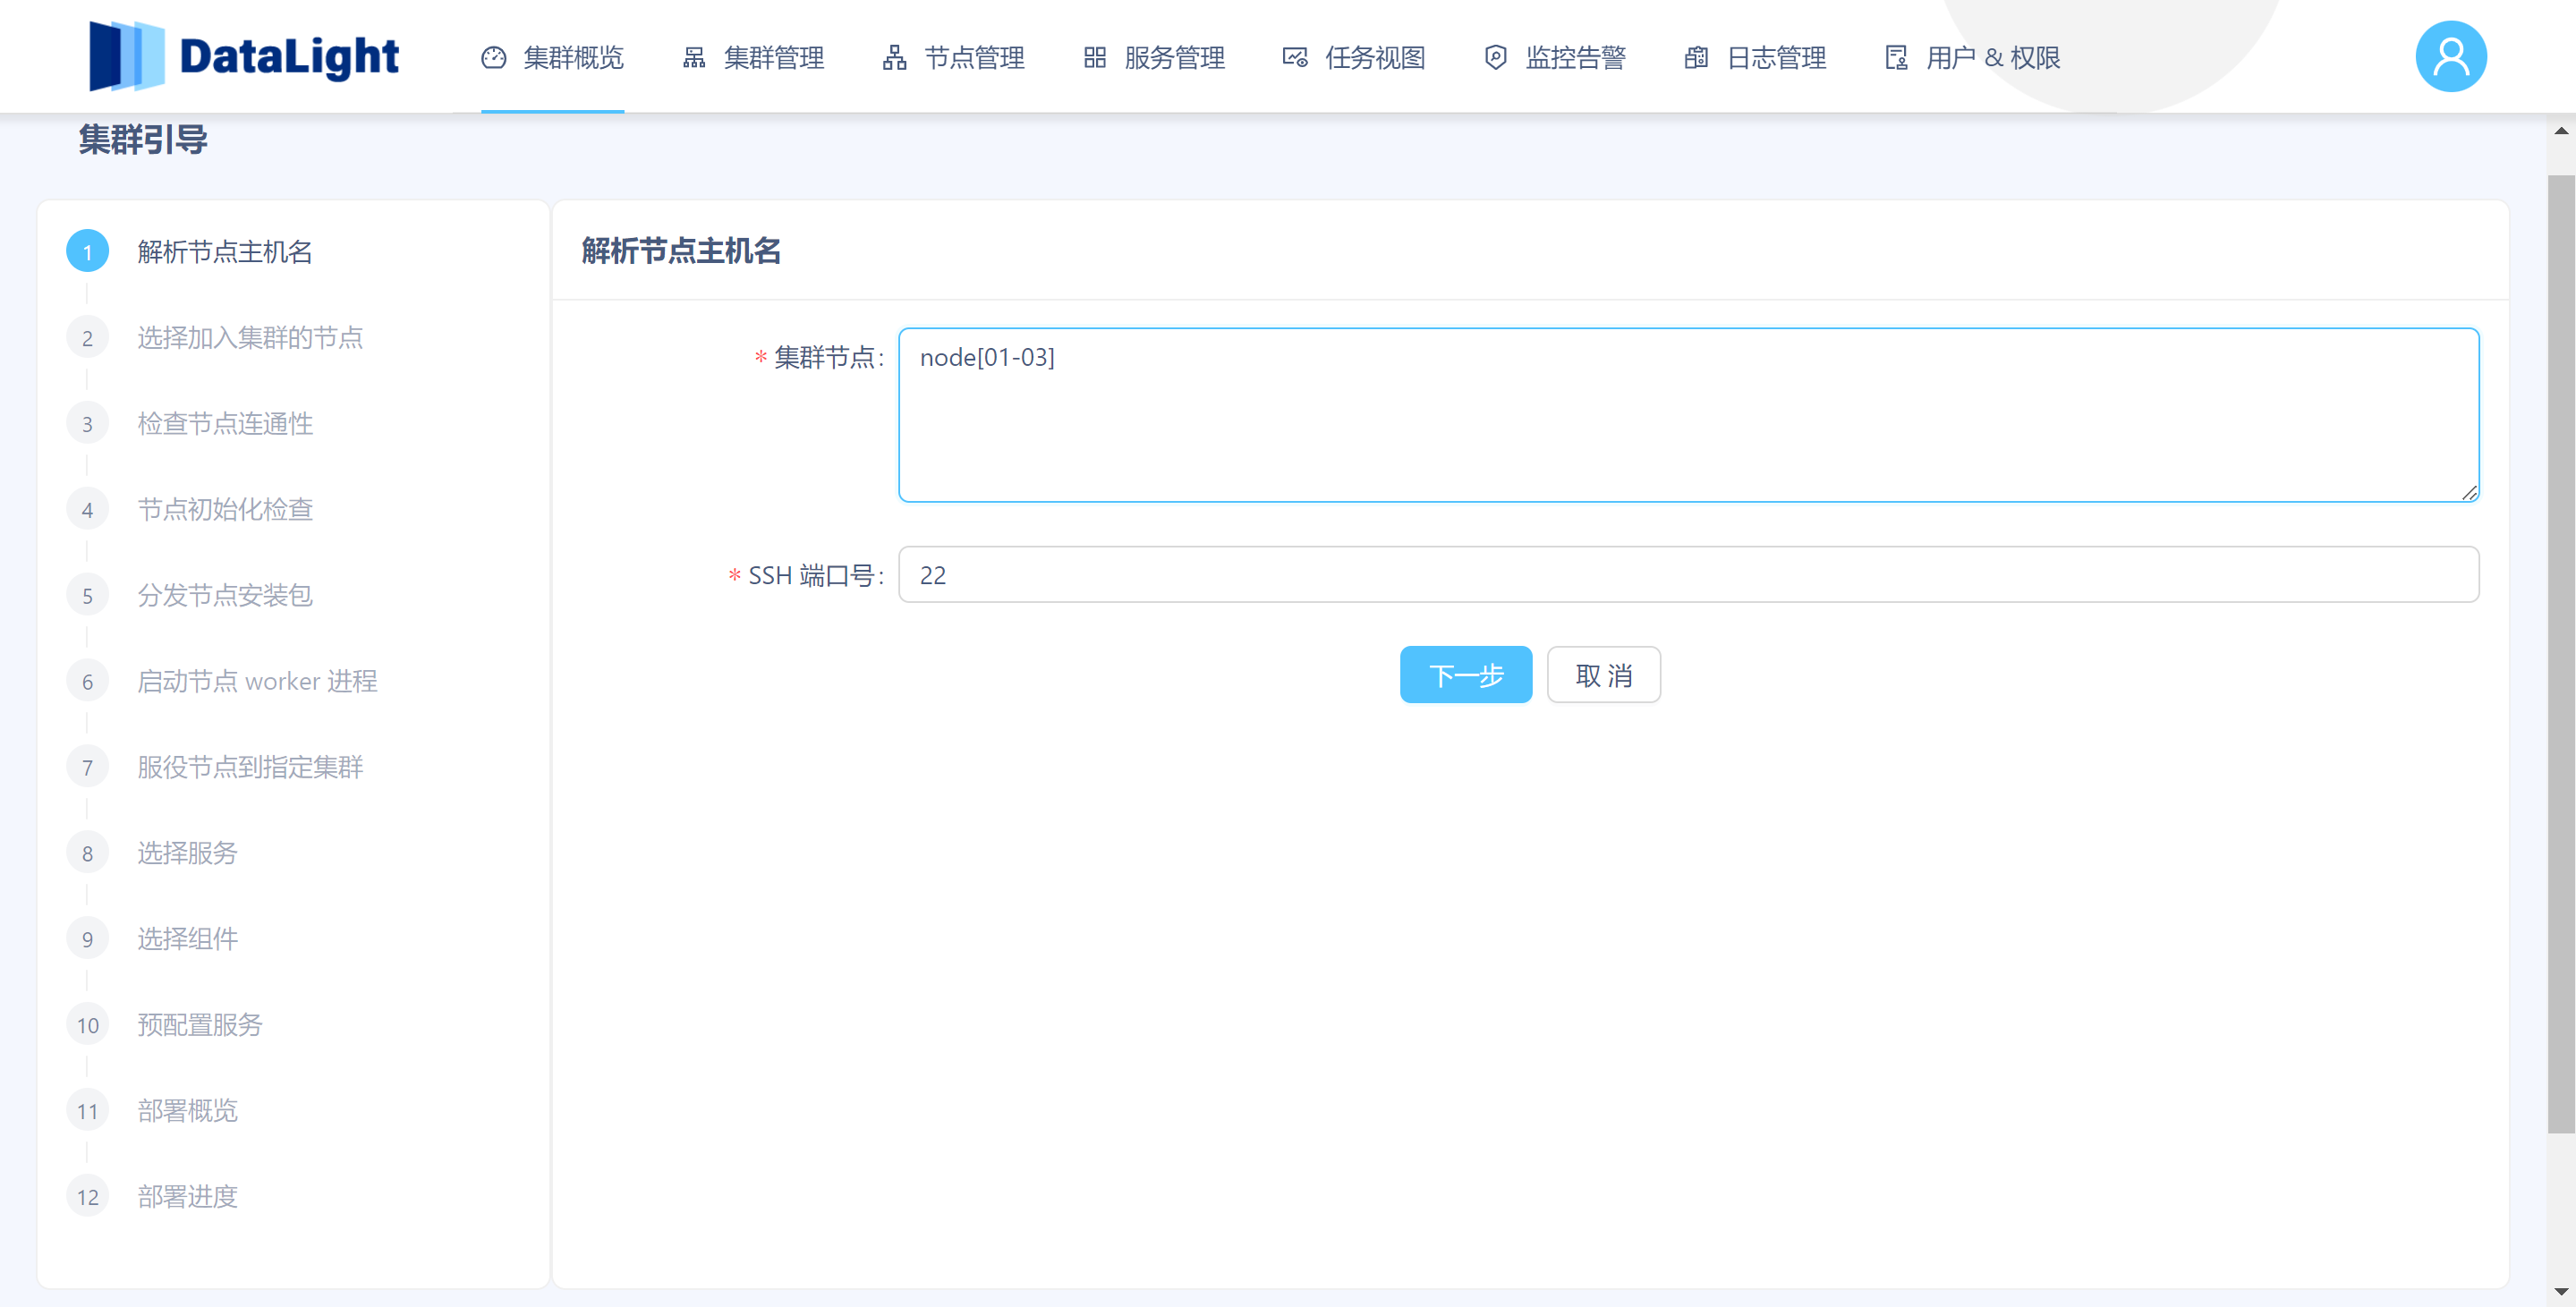 DataLight
集群概览
集群管理
节点管理
服务管理
任务视图
监控告警
日志管理
用户 & 权限
集群引导
1 解析节点主机名
2 选择加入集群的节点
3 检查节点连通性
4 节点初始化检查
5 分发节点安装包
6 启动节点 worker 进程
7 服役节点到指定集群
8 选择服务
9 选择组件
10 预配置服务
11 部署概览
12 部署进度
解析节点主机名
* 集群节点: node[01-03]
* SSH 端口号: 22
下一步
取 消